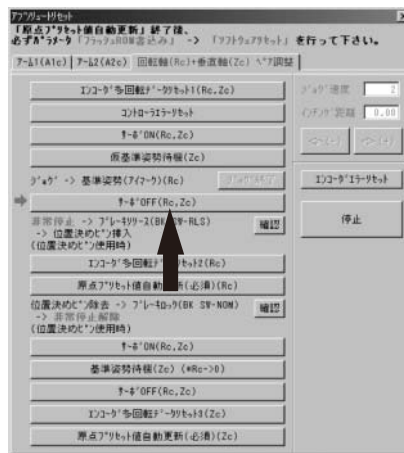 アブソリュートリセット
「原点プリセット値自動更新」終了後、
必ずパラメータ「フラッシュROM書込み」 -> 「ソフトウェアリセット」 を行って下さい。
アーム1(A1c) アーム2(A2c) 回転軸(Rc)+垂直軸(Zc) ペア調整
エンコーダ多回転データリセット1(Rc,Zc)
コントローラエラーリセット
サーボON(Rc,Zc)
仮基準姿勢待機(Zc)
ジョグ -> 基準姿勢(アイマーク)(Rc) ジョグ終了
サーボOFF(Rc,Zc)
非常停止 -> ブレーキリリース(BK SW-RLS)
-> 位置決めピン挿入
(位置決めピン使用時)
確認
エンコーダ多回転データリセット2(Rc)
原点プリセット値自動更新(必須)(Rc)
位置決めピン除去 -> ブレーキロック(BK SW-NOM)
-> 非常停止解除
(位置決めピン使用時)
確認
サーボON(Rc,Zc)
基準姿勢待機(Zc) (*Rc->0)
サーボOFF(Rc,Zc)
エンコーダ多回転データリセット3(Zc)
原点プリセット値自動更新(必須)(Zc)
ジョグ速度 2
インチング距離 0.00
エンコーダエラーリセット
停止